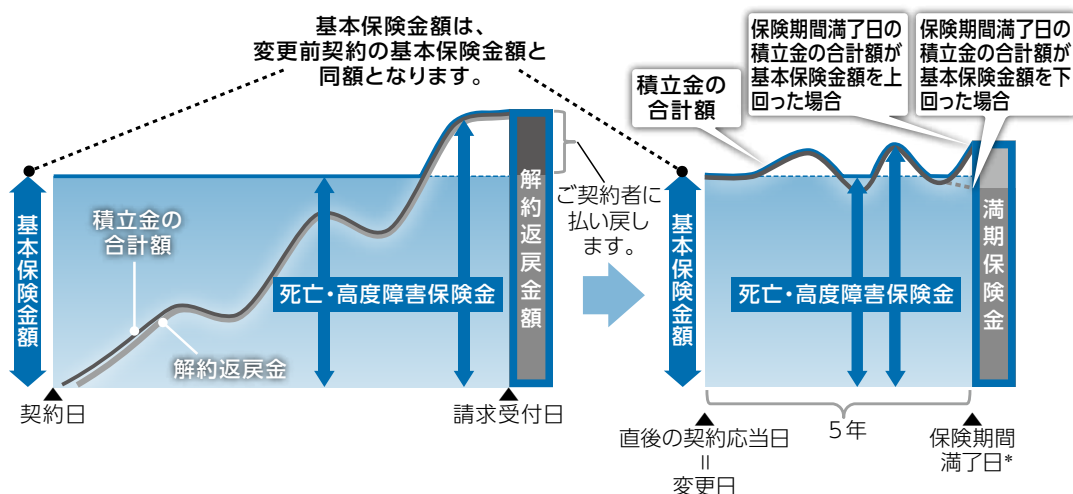 基本保険金額は、
変更前契約の基本保険金額と
同額となります。
積立金の
合計額
保険期間満了日の
積立金の合計額が
基本保険金額を上
回った場合
保険期間満了日の
積立金の合計額が
基本保険金額を下
回った場合
基本保険金額
積立金の
合計額
解約返戻金
死亡・高度障害保険金
解約返戻金額
ご契約者に
払い戻し
ます。
基本保険金額
死亡・高度障害保険金
満期保険金
契約日
請求受付日
直後の契約応当日
=
変更日
5年
保険期間
満了日*